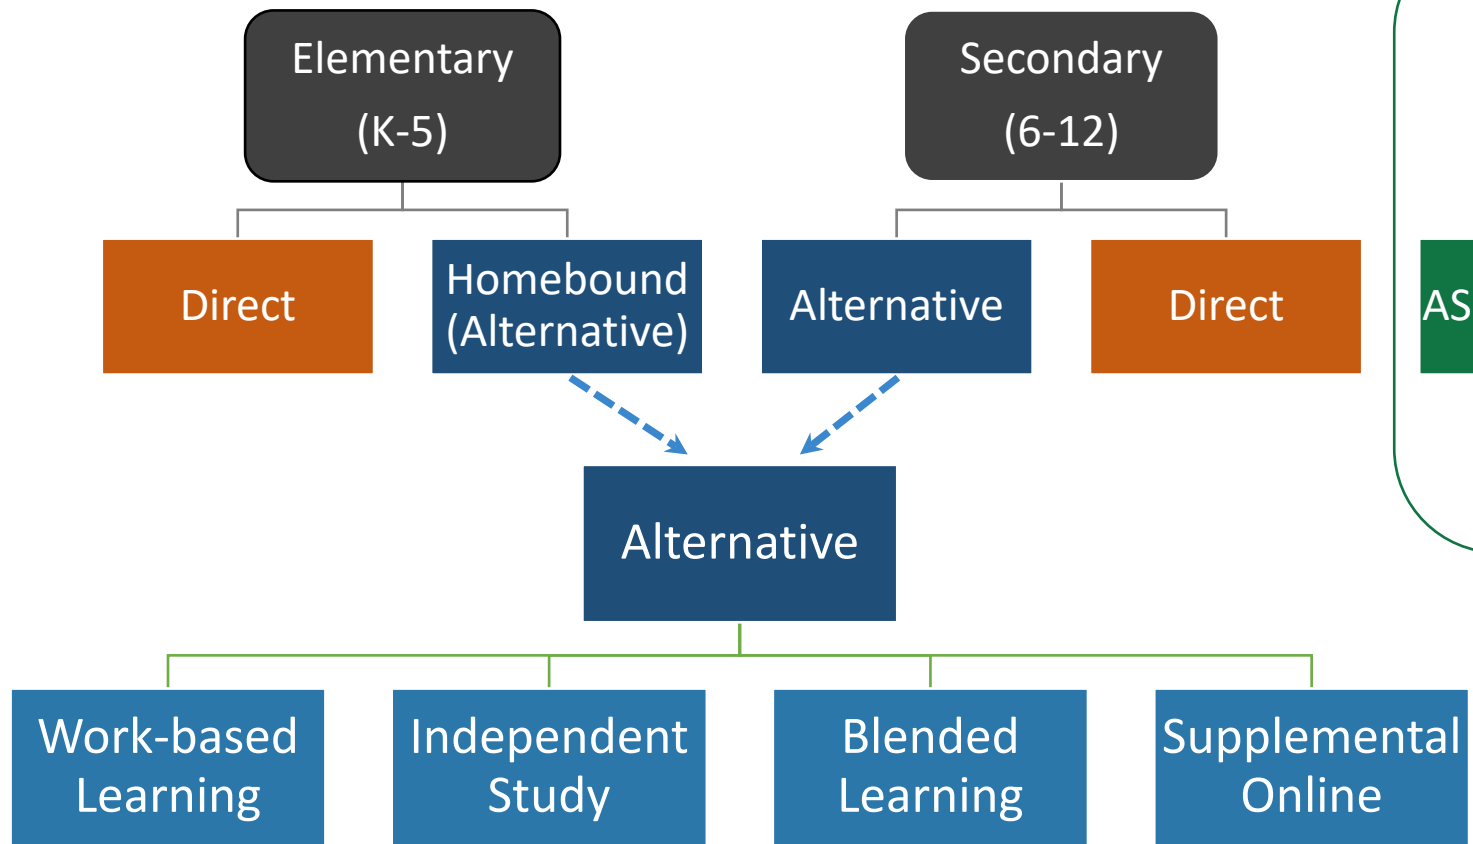 Elementary
(K-5)
Secondary
(6-12)
Direct
Homebound
(Alternative)
Alternative
Direct
AS
Alternative
Work-based
Learning
Independent
Study
Blended
Learning
Supplemental
Online